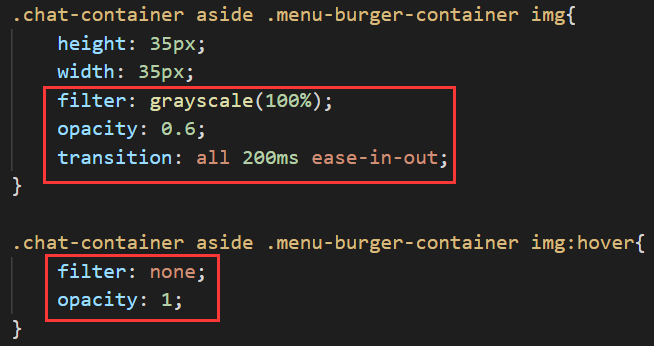 .chat-container aside .menu-burger-container img{
height: 35px;
width: 35px;
filter: grayscale(100%);
opacity: 0.6;
transition: all 200ms ease-in-out;
}
.chat-container aside .menu-burger-container img:hover{
filter: none;
opacity: 1;
}